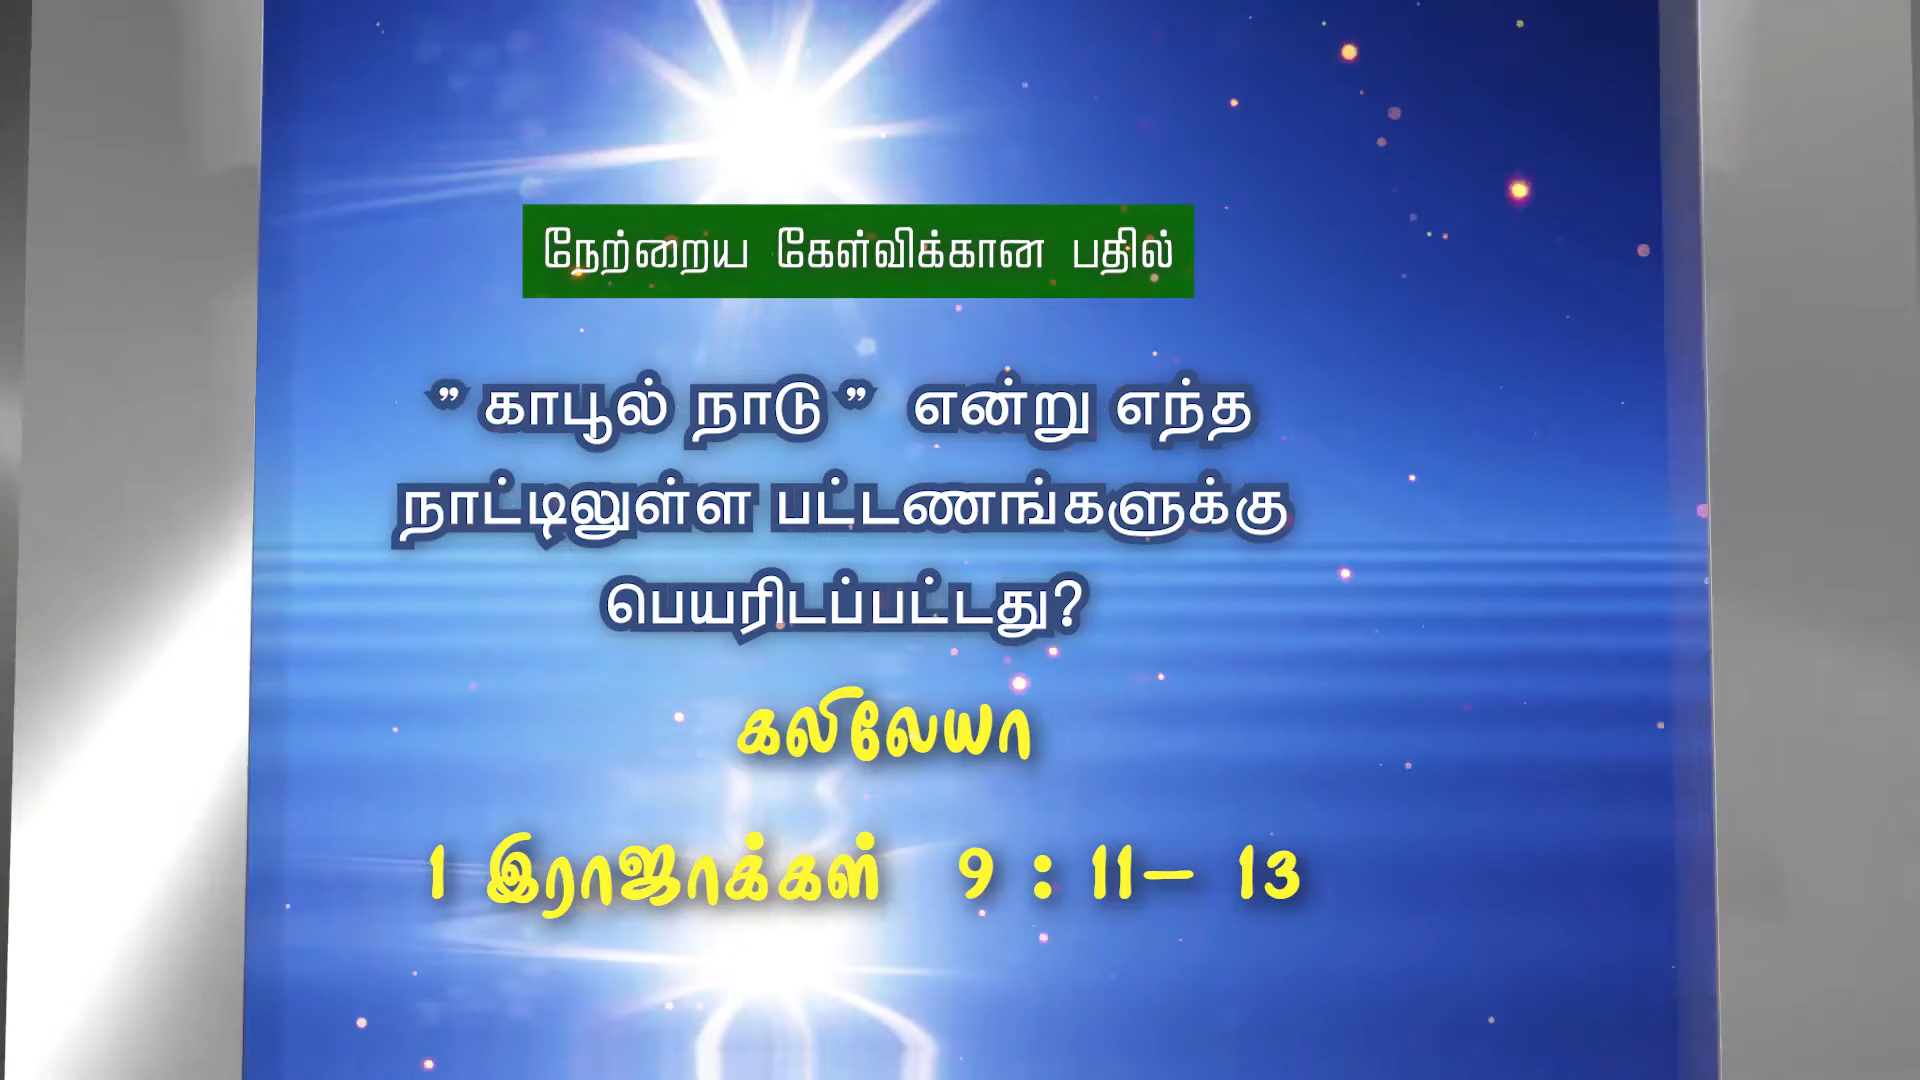 நேற்றைய கேள்விக்கான பதில்
” காபூல் நாடு ” என்று எந்த
நாட்டிலுள்ள பட்டணங்களுக்கு
பெயரிடப்பட்டது?
கலிலேயா
1 இராஜாக்கள் 9 : 11– 13